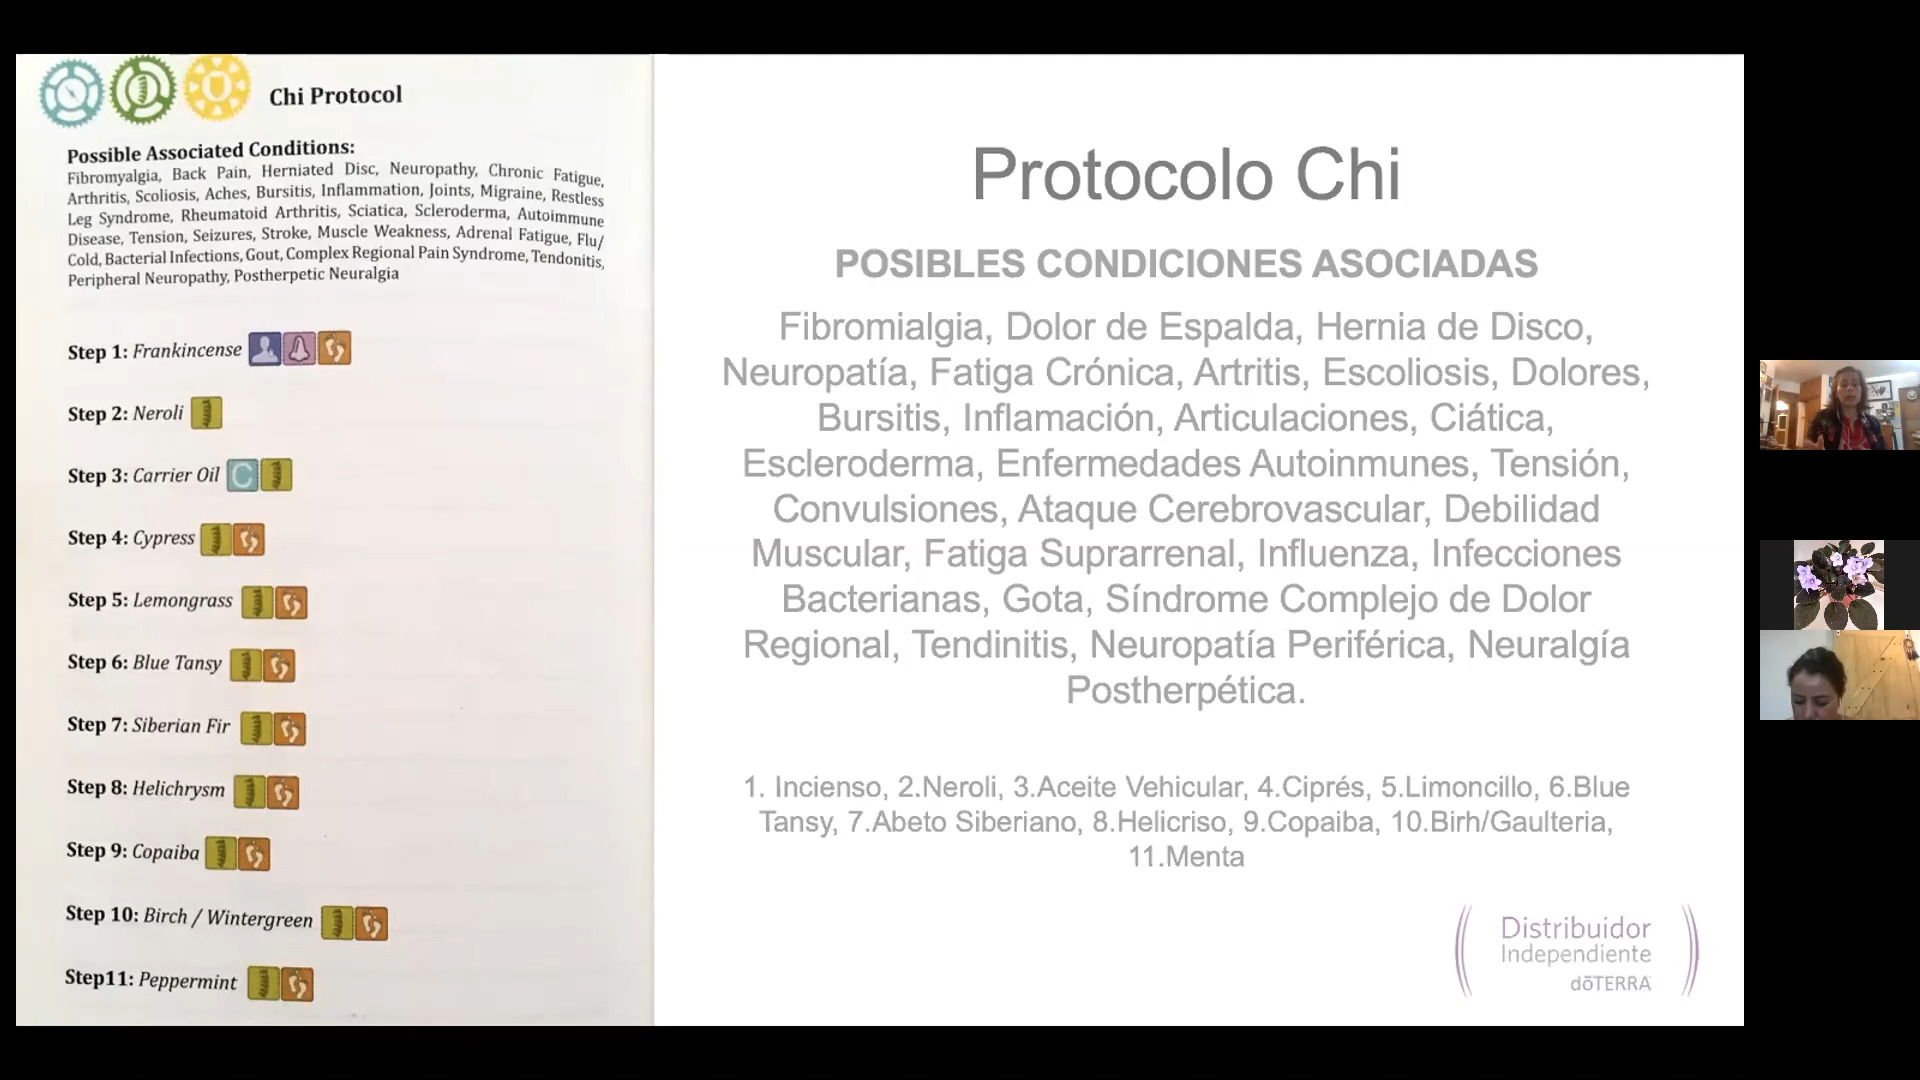 Chi Protocol
Possible Associated Conditions:
Fibromyalgia, Back Pain, Herniated Disc, Neuropathy, Chronic Fatigue,
Arthritis, Scoliosis, Aches, Bursitis, Inflammation, Joints, Migraine, Restless
Leg Syndrome, Rheumatoid Arthritis, Sciatica, Scleroderma, Autoimmune
Disease, Tension, Seizures, Stroke, Muscle Weakness, Adrenal Fatigue, Flu/
Cold, Bacterial Infections, Gout, Complex Regional Pain Syndrome, Tendonitis,
Peripheral Neuropathy, Postherpetic Neuralgia
Step 1: Frankincense
Step 2: Neroli
Step 3: Carrier Oil C
Step 4: Cypress
Step 5: Lemongrass
Step 6: Blue Tansy
Step 7: Siberian Fir
Step 8: Helichrysm
Step 9: Copaiba
Step 10: Birch / Wintergreen
Step11: Peppermint
Protocolo Chi
POSIBLES CONDICIONES ASOCIADAS
Fibromialgia, Dolor de Espalda, Hernia de Disco,
Neuropatía, Fatiga Crónica, Artritis, Escoliosis, Dolores,
Bursitis, Inflamación, Articulaciones, Ciática,
Escleroderma, Enfermedades Autoinmunes, Tensión,
Convulsiones, Ataque Cerebrovascular, Debilidad
Muscular, Fatiga Suprarrenal, Influenza, Infecciones
Bacterianas, Gota, Síndrome Complejo de Dolor
Regional, Tendinitis, Neuropatía Periférica, Neuralgía
Postherpética.
1. Incienso, 2.Neroli, 3.Aceite Vehicular, 4.Ciprés, 5.Limoncillo, 6.Blue
Tansy, 7.Abeto Siberiano, 8.Helicriso, 9.Copaiba, 10.Birh/Gaulteria,
11.Menta
Distribuidor
Independiente
dōTERRA